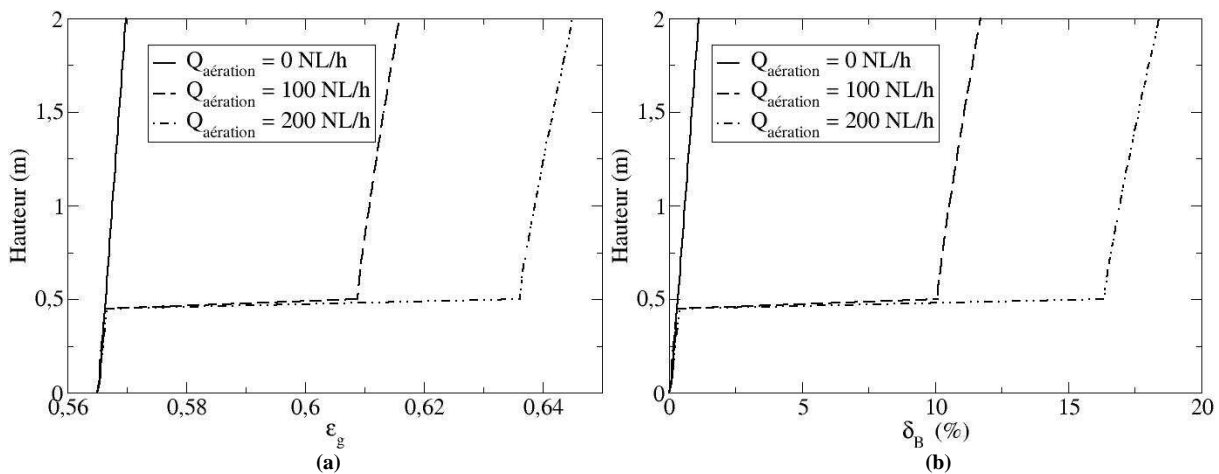 2
1,5
1
0,5
0
Hauteur (m)
Q_aération = 0 NL/h
Q_aération = 100 NL/h
Q_aération = 200 NL/h
0,56
0,58
0,6
0,62
0,64
ε_g
(a)
2
1,5
1
0,5
0
Hauteur (m)
Q_aération = 0 NL/h
Q_aération = 100 NL/h
Q_aération = 200 NL/h
0
5
10
15
20
δ_B (%)
(b)